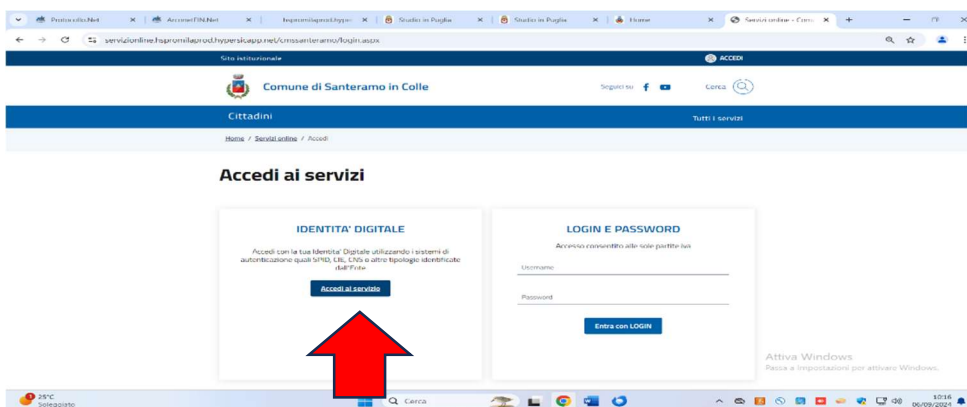 Protocollo.Net
AtconetFIN.Net
hspromilaprod.hyper
Studio in Puglia
Studio in Puglia
Home
Servizi online - Com
servizionline.hspromilaprod.hypersicapp.net/cmssanteramo/login.aspx
Sito istituzionale
ACCEDI
Comune di Santeramo in Colle
Seguici su
Cerca
Cittadini
Tutti i servizi
Home / Servizi online / Accedi
Accedi ai servizi
IDENTITA' DIGITALE
Accedi con la tua Identita' Digitale utilizzando i sistemi di
autenticazione quali SPID, CIE, CNS o altre tipologie identificate
dall'Ente
Accedi al servizio
LOGIN E PASSWORD
Accesso consentito alle sole partite iva
Username
Password
Entra con LOGIN
Attiva Windows
Passa a Impostazioni per attivare Windows.
25°C
Soleggiato
Cerca
10:16
06/09/2024